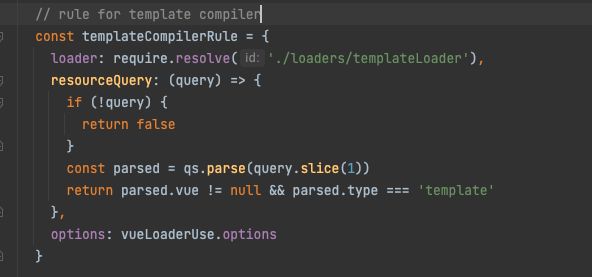 // rule for template compiler
const templateCompilerRule = {
  loader: require.resolve( id: './loaders/templateLoader'),
  resourceQuery: (query) => {
    if (!query) {
      return false
    }
    const parsed = qs.parse(query.slice(1))
    return parsed.vue != null && parsed.type === 'template'
  },
  options: vueLoaderUse.options
}